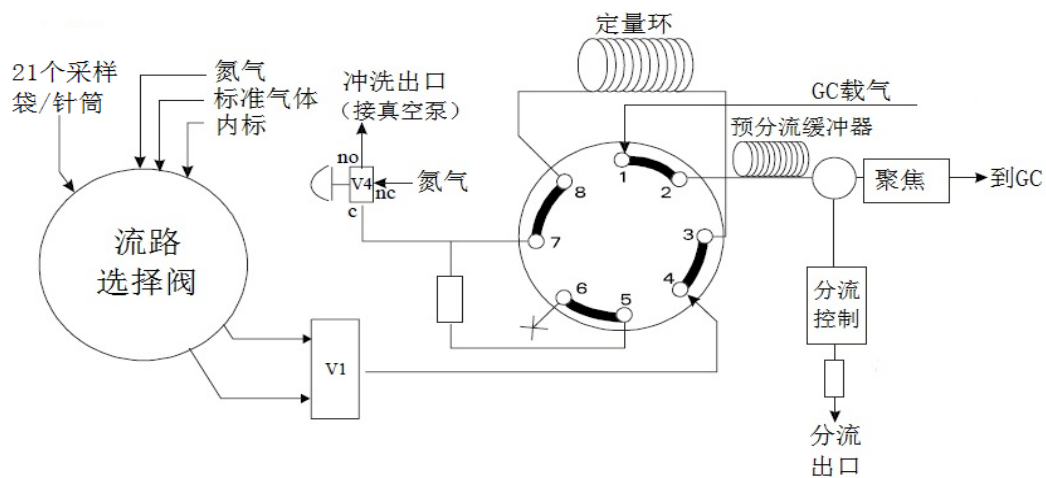 定量环
21个采样
袋/针筒
氮气
标准气体
内标
冲洗出口
(接真空泵)
GC载气
预分流缓冲器
no
V4
nc
c
氮气
1
2
3
4
5
6
7
8
聚焦
到GC
流路
选择阀
V1
分流
控制
分流
出口